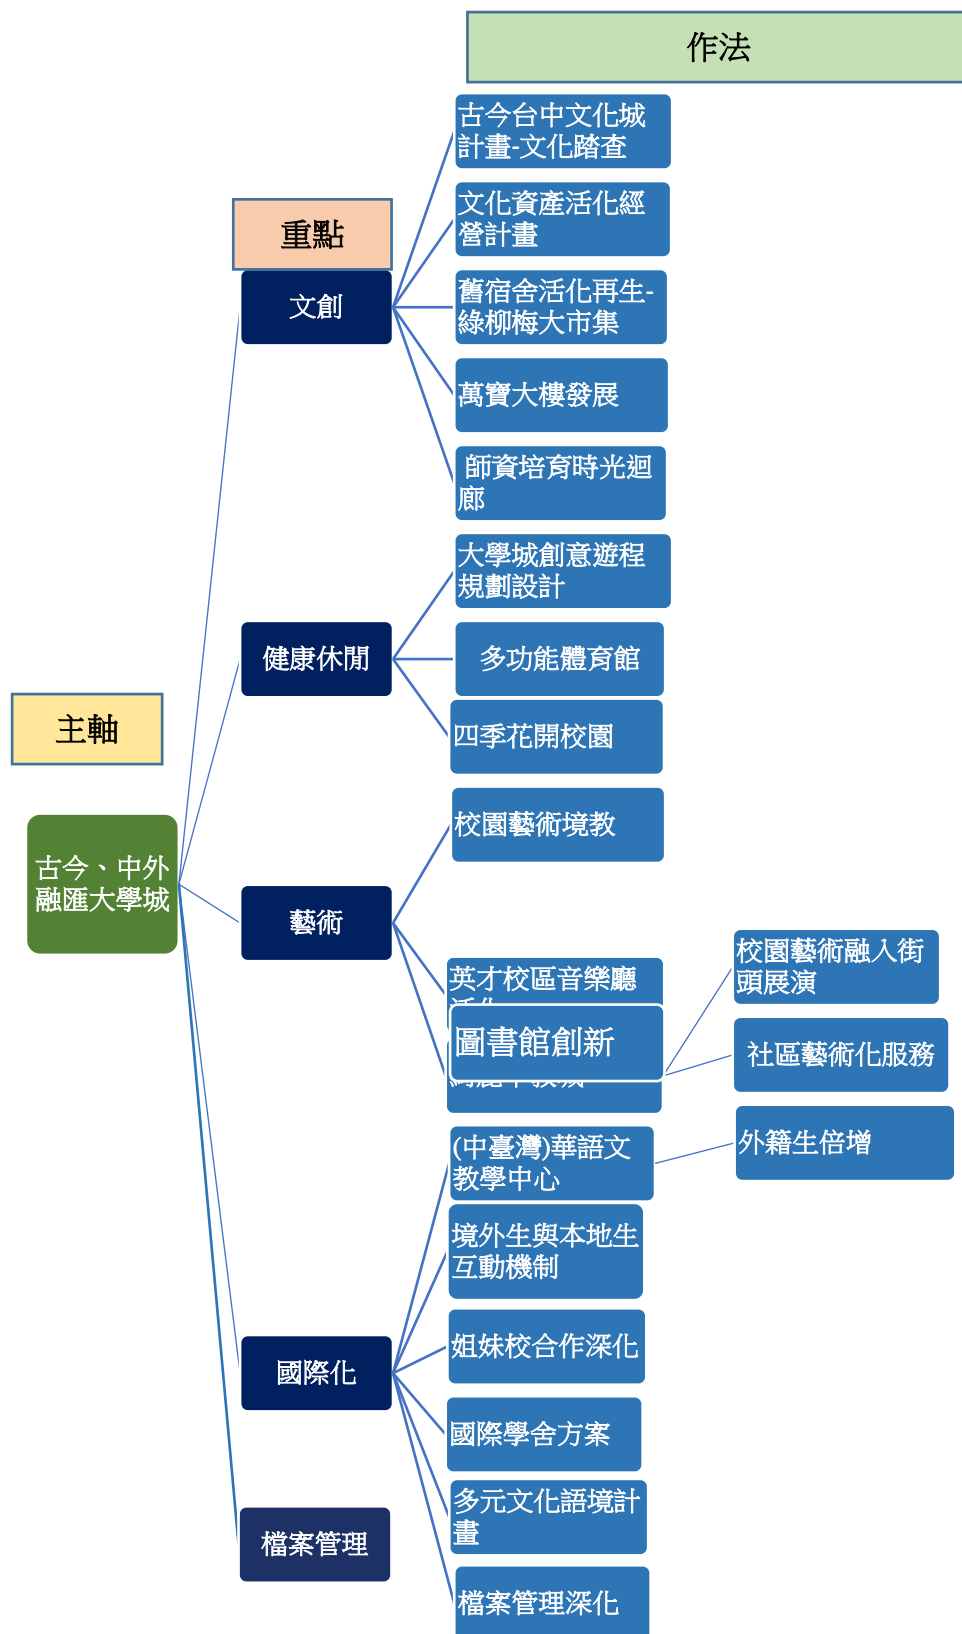 作法
古今台中文化城
計畫-文化踏查
文化資產活化經
營計畫
重點
文創
舊宿舍活化再生-
綠柳梅大市集
萬寶大樓發展
師資培育時光迴
廊
大學城創意遊程
規劃設計
健康休閒
多功能體育館
四季花開校園
主軸
古今、中外
融匯大學城
校園藝術境教
藝術
英才校區音樂廳
圖書館創新
校園藝術融入街
頭展演
社區藝術化服務
(中臺灣)華語文
教學中心
外籍生倍增
境外生與本地生
互動機制
姐妹校合作深化
國際化
國際學舍方案
多元文化語境計
畫
檔案管理
檔案管理深化